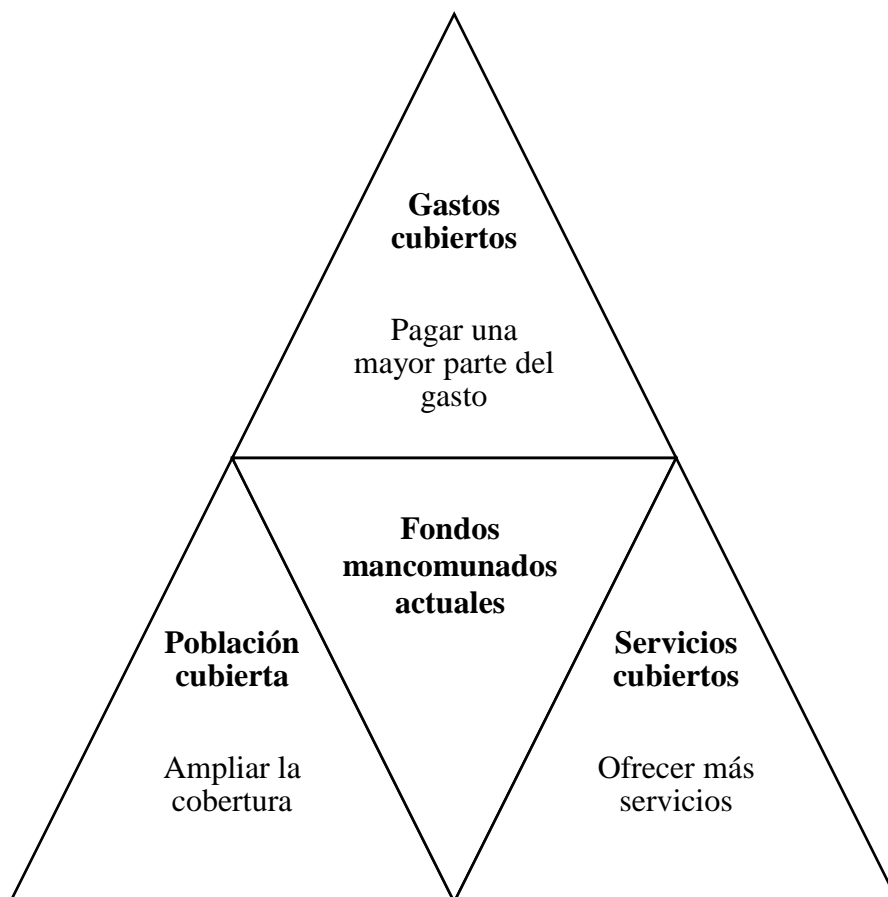 Gastos
cubiertos
Pagar una
mayor parte del
gasto
Fondos
mancomunados
actuales
Población
cubierta
Ampliar la
cobertura
Servicios
cubiertos
Ofrecer más
servicios